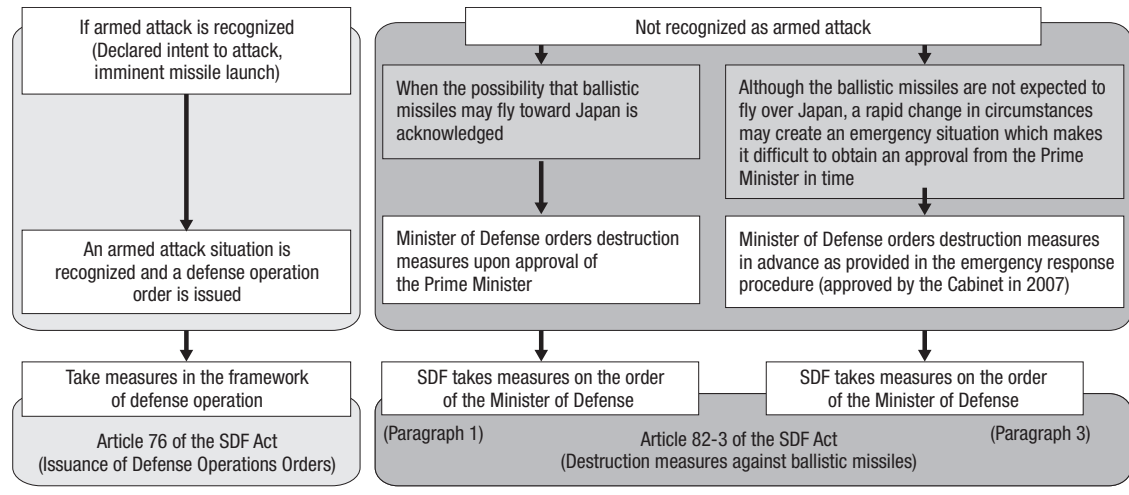 If armed attack is recognized
(Declared intent to attack,
imminent missile launch)
An armed attack situation is
recognized and a defense operation
order is issued
Take measures in the framework
of defense operation
Article 76 of the SDF Act
(Issuance of Defense Operations Orders)
Not recognized as armed attack
When the possibility that ballistic
missiles may fly toward Japan is
acknowledged
Minister of Defense orders destruction
measures upon approval of
the Prime Minister
SDF takes measures on the order
of the Minister of Defense
(Paragraph 1)
Although the ballistic missiles are not expected to
fly over Japan, a rapid change in circumstances
may create an emergency situation which makes
it difficult to obtain an approval from the Prime
Minister in time
Minister of Defense orders destruction measures
in advance as provided in the emergency response
procedure (approved by the Cabinet in 2007)
SDF takes measures on the order
of the Minister of Defense
(Paragraph 3)
Article 82-3 of the SDF Act
(Destruction measures against ballistic missiles)